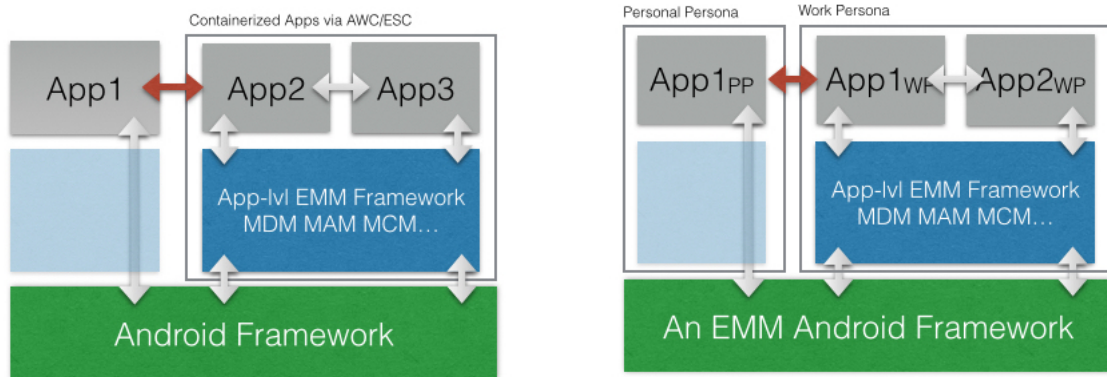 Containerized Apps via AWC/ESC
App1
App2
App3
App-lvl EMM Framework
MDM MAM MCM...
Android Framework
Personal Persona
Work Persona
App1PP
App1WP
App2WP
App-lvl EMM Framework
MDM MAM MCM...
An EMM Android Framework